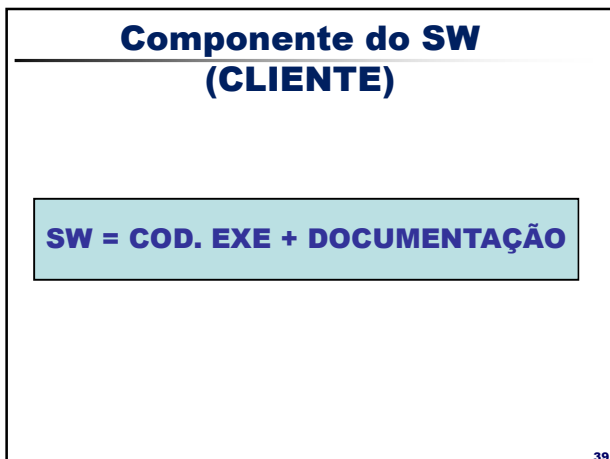 Componente do SW
(CLIENTE)
SW = COD. EXE + DOCUMENTAÇÃO
39